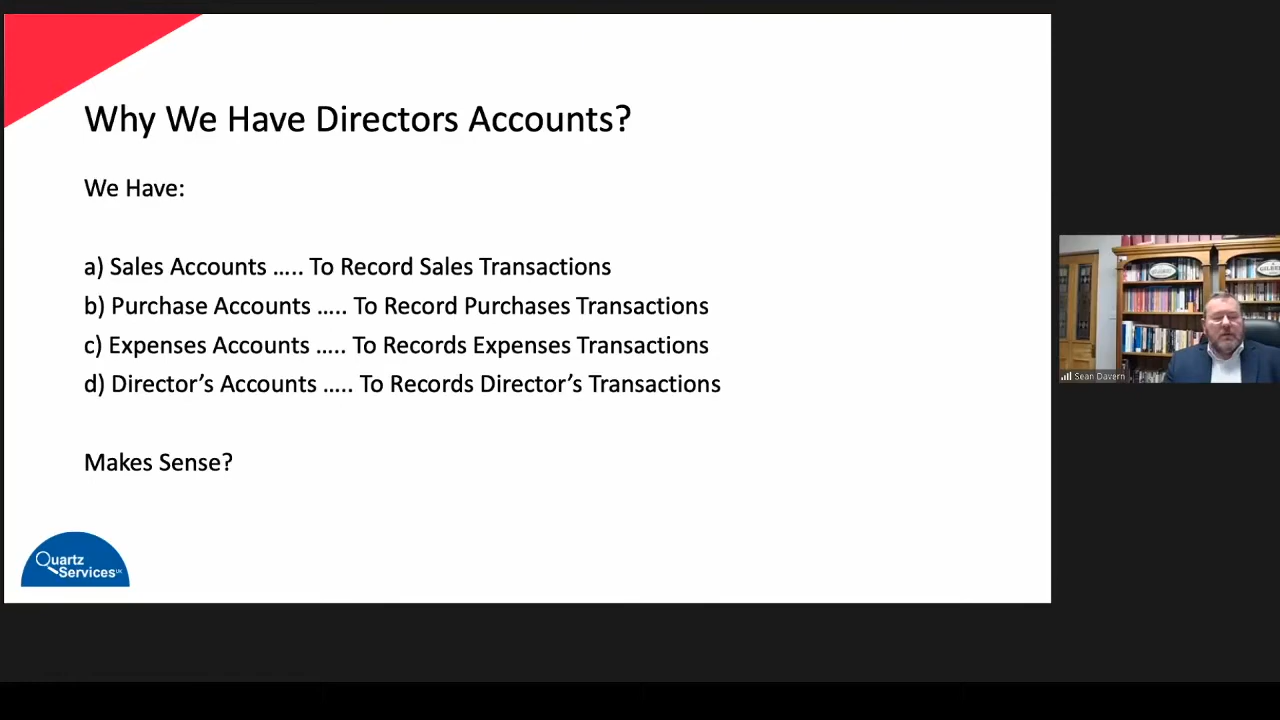 Why We Have Directors Accounts?
We Have:
a) Sales Accounts ..... To Record Sales Transactions
b) Purchase Accounts ..... To Record Purchases Transactions
c) Expenses Accounts ..... To Records Expenses Transactions
d) Director’s Accounts ..... To Records Director’s Transactions
Makes Sense?
Quartz
Services UK
Sean Davern